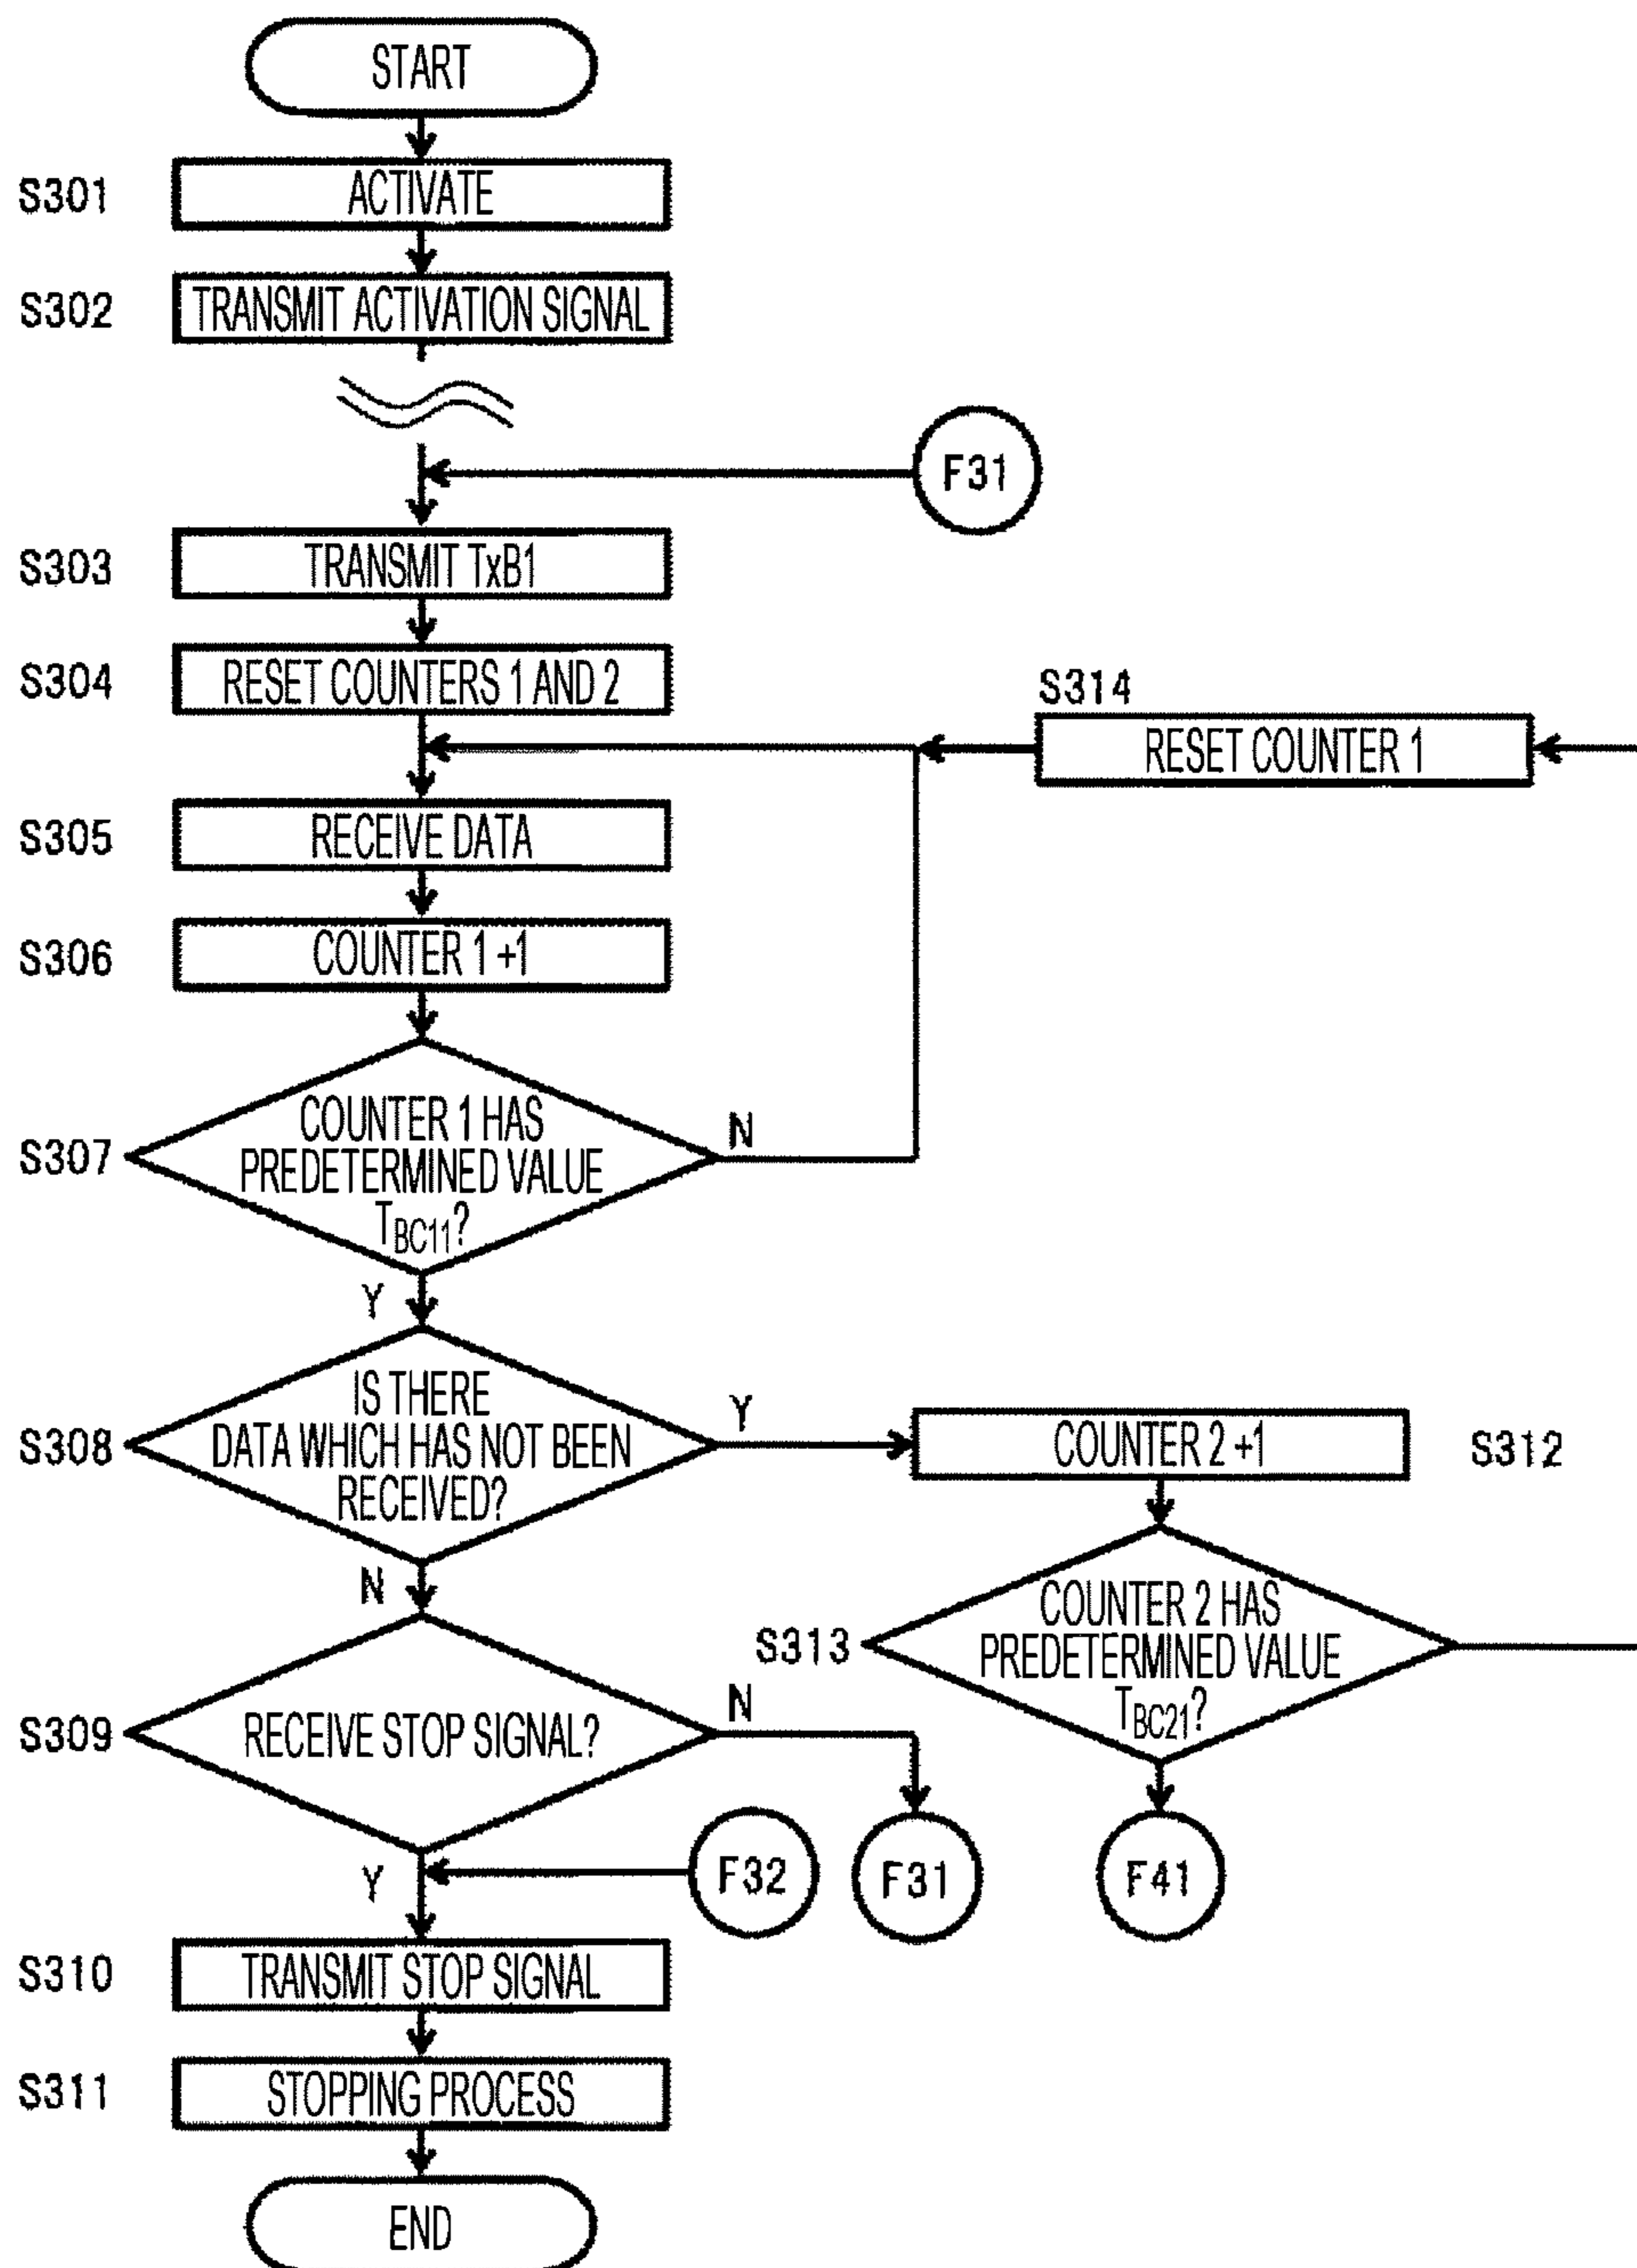 START
S301
ACTIVATE
S302
TRANSMIT ACTIVATION SIGNAL
F31
S303
TRANSMIT TxB1
S304
RESET COUNTERS 1 AND 2
S314
RESET COUNTER 1
S305
RECEIVE DATA
S306
COUNTER 1 +1
S307
COUNTER 1 HAS
PREDETERMINED VALUE
TBC11?
N
Y
S308
IS THERE
DATA WHICH HAS NOT BEEN
RECEIVED?
Y
N
COUNTER 2 +1
S312
S313
COUNTER 2 HAS
PREDETERMINED VALUE
TBC21?
S309
RECEIVE STOP SIGNAL?
N
Y
F32
F31
F41
S310
TRANSMIT STOP SIGNAL
S311
STOPPING PROCESS
END